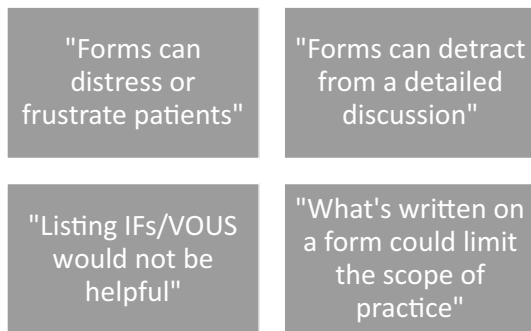 "Forms can
distress or
frustrate patients"
"Forms can detract
from a detailed
discussion"
"Listing IFs/VOUS
would not be
helpful"
"What's written on
a form could limit
the scope of
practice"